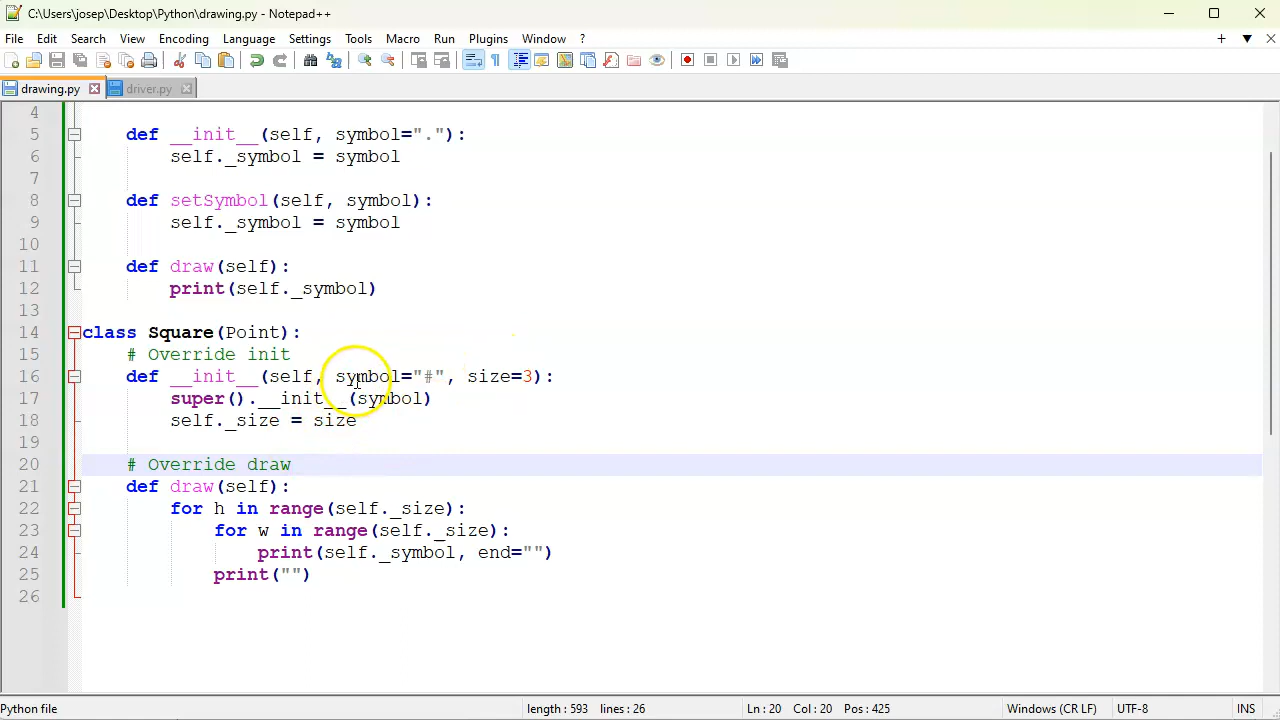 C:\Users\josep\Desktop\Python\drawing.py - Notepad++
File Edit Search View Encoding Language Settings Tools Macro Run Plugins Window ?
drawing.py driver.py
4
5 def __init__(self, symbol="."):
6 self._symbol = symbol
7
8 def setSymbol(self, symbol):
9 self._symbol = symbol
10
11 def draw(self):
12 print(self._symbol)
13
14 class Square(Point):
15 # Override init
16 def __init__(self, symbol="#", size=3):
17 super().__init__(symbol)
18 self._size = size
19
20 # Override draw
21 def draw(self):
22 for h in range(self._size):
23 for w in range(self._size):
24 print(self._symbol, end="")
25 print("")
26
Python file length : 593 lines : 26 Ln : 20 Col : 20 Pos : 425 Windows (CR LF) UTF-8 INS